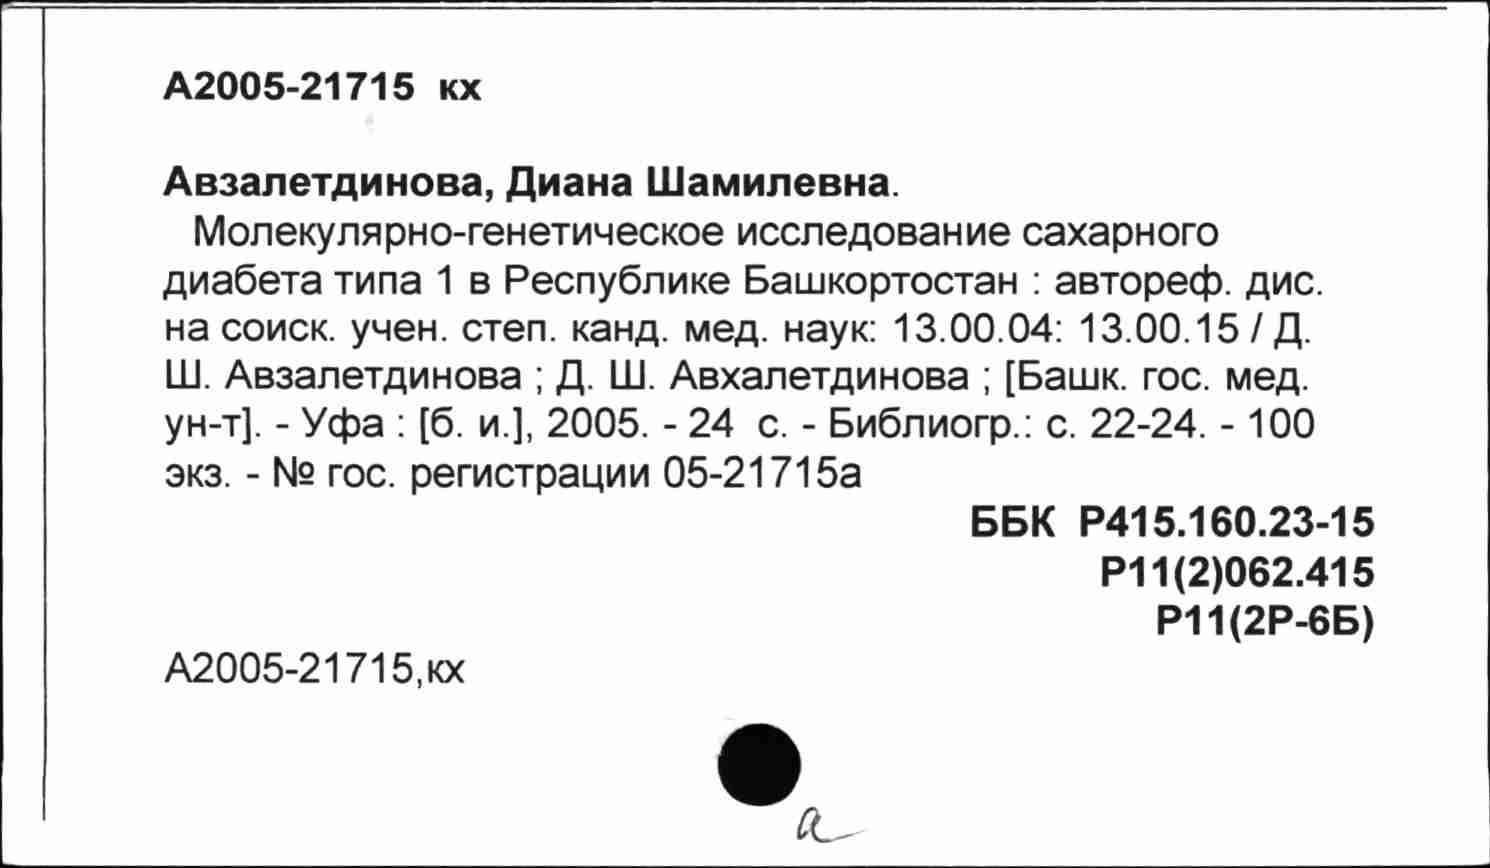 А2005-21715 кх
Авзалетдинова, Диана Шамилевна.
Молекулярно-генетическое исследование сахарного
диабета типа 1 в Республике Башкортостан : автореф. дис.
на соиск. учен. степ. канд. мед. наук: 13.00.04: 13.00.15 / Д.
Ш. Авзалетдинова ; Д. Ш. Авхалетдинова ; [Башк. гос. мед.
ун-т]. - Уфа : [б. и.], 2005. - 24 с. - Библиогр.: с. 22-24. - 100
экз. - № гос. регистрации 05-21715а
ББК Р415.160.23-15
Р11(2)062.415
Р11(2Р-6Б)
А2005-21715,кх
а